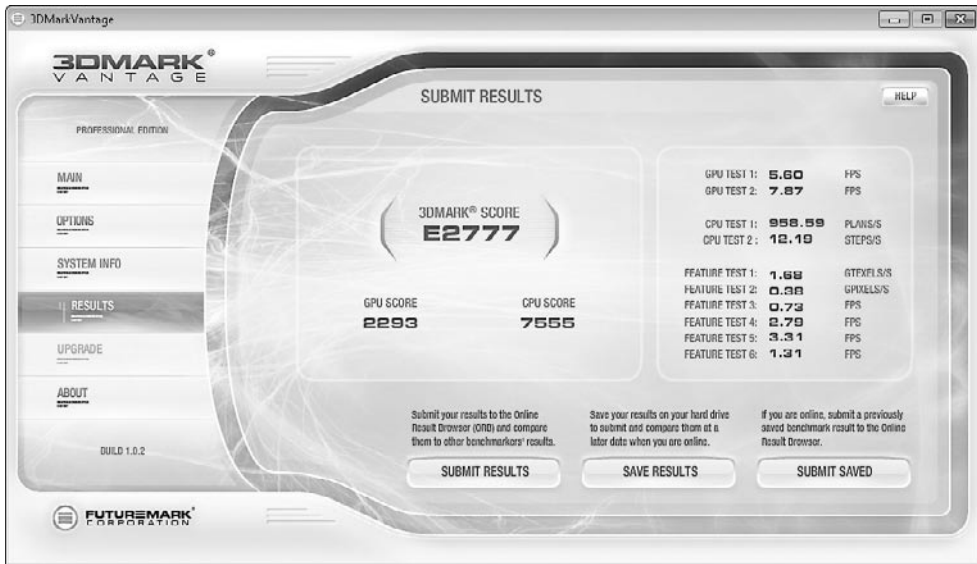 3DMarkVantage
3DMARK®
VANTAGE
SUBMIT RESULTS
HELP
PROFESSIONAL EDITION
MAIN
OPTIONS
SYSTEM INFO
RESULTS
UPGRADE
ABOUT
BUILD 1.0.2
FUTUREMARK®
CORPORATION
3DMARK® SCORE
E2777
GPU SCORE CPU SCORE
2293 7555
GPU TEST 1: 5.60 FPS
GPU TEST 2: 7.87 FPS
CPU TEST 1: 958.59 PLANS/S
CPU TEST 2 : 12.19 STEPS/S
FEATURE TEST 1: 1.68 GTEXELS/S
FEATURE TEST 2: 0.38 GPIXELS/S
FEATURE TEST 3: 0.73 FPS
FEATURE TEST 4: 2.79 FPS
FEATURE TEST 5: 3.31 FPS
FEATURE TEST 6: 1.31 FPS
Submit your results to the Online
Result Browser (ORB) and compare
them to other benchmarkers' results.
SUBMIT RESULTS
Save your results on your hard drive
to submit and compare them at a
later date when you are online.
SAVE RESULTS
If you are online, submit a previously
saved benchmark result to the Online
Result Browser.
SUBMIT SAVED